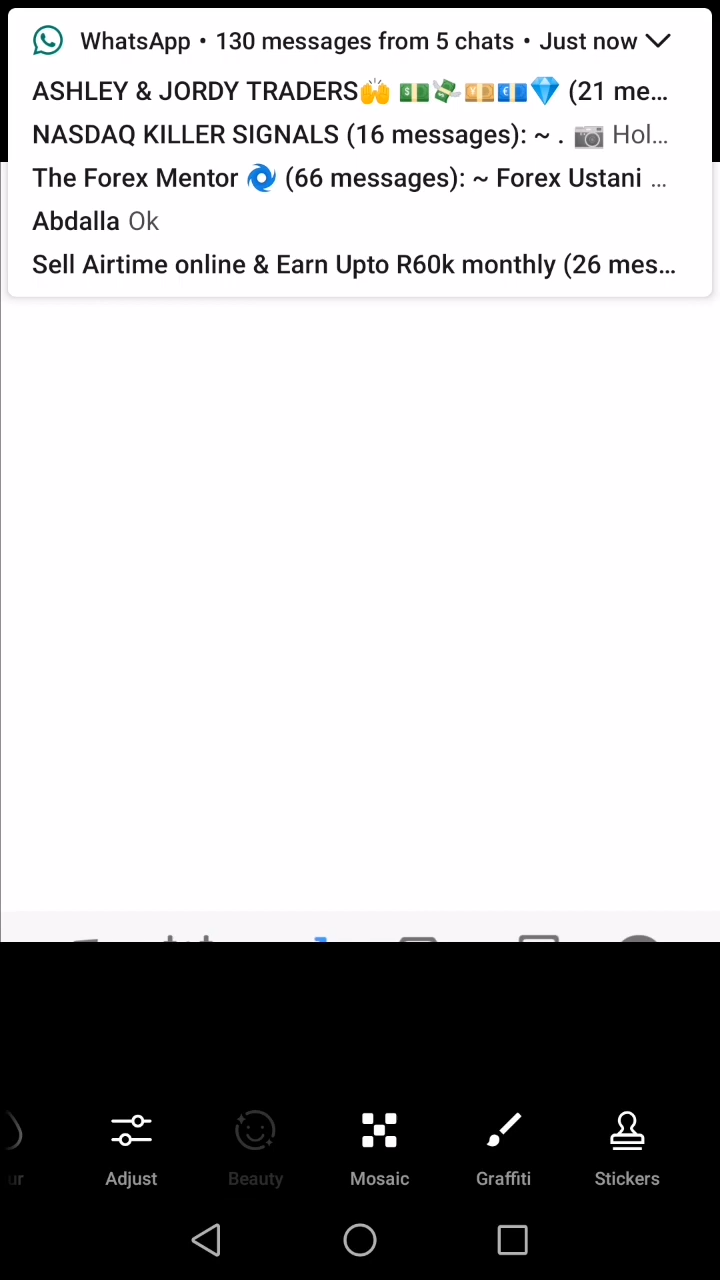 WhatsApp • 130 messages from 5 chats • Just now
ASHLEY & JORDY TRADERS🙌 💵💸💴💶💎 (21 me...
NASDAQ KILLER SIGNALS (16 messages): ~ . 📷 Hol...
The Forex Mentor 🌀 (66 messages): ~ Forex Ustani ...
Abdalla Ok
Sell Airtime online & Earn Upto R60k monthly (26 mes...
ur Adjust Beauty Mosaic Graffiti Stickers